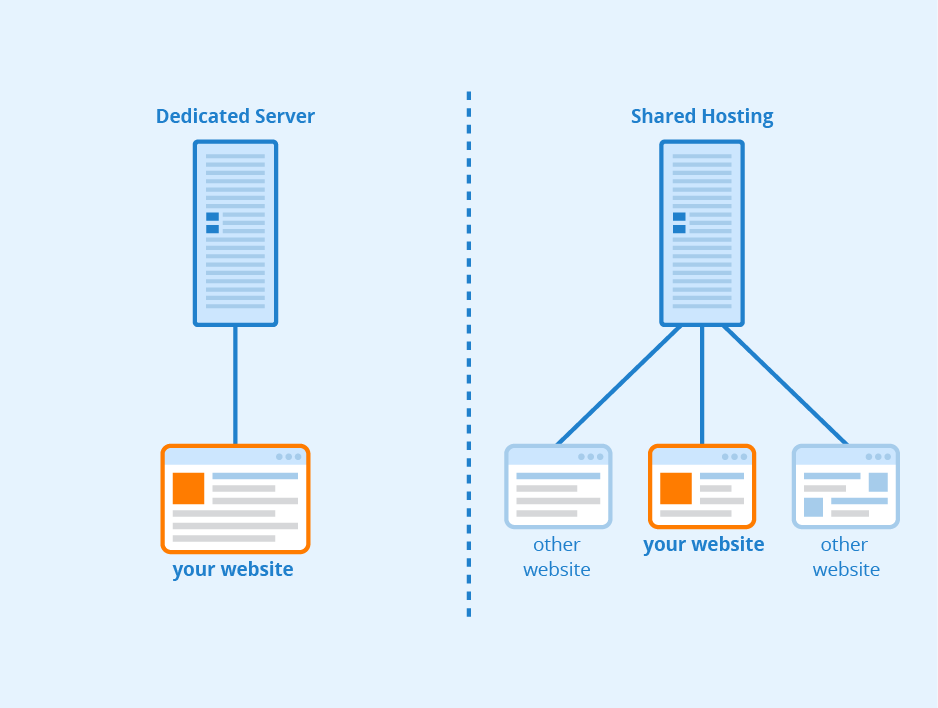 Dedicated Server
your website
Shared Hosting
other
website
your website
other
website